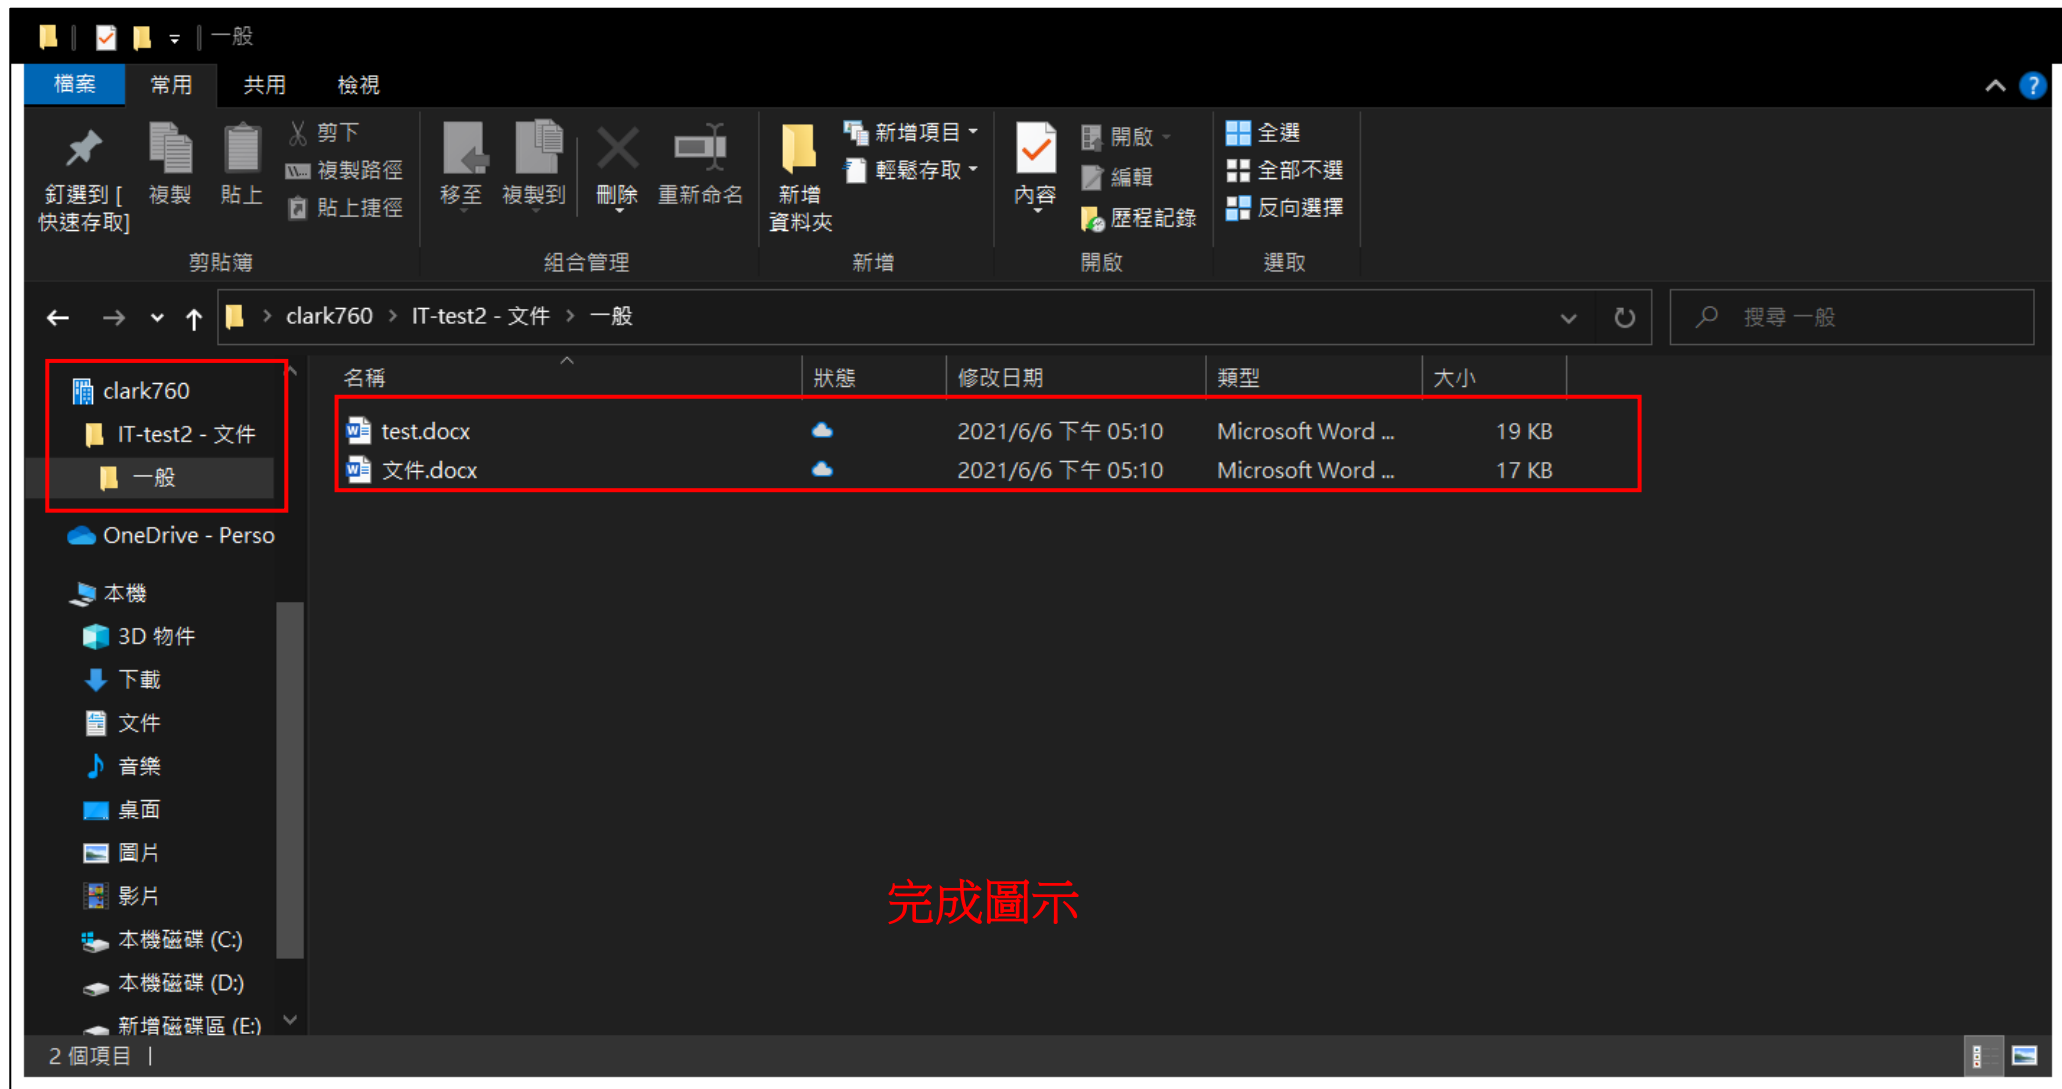 一般
檔案 常用 共用 檢視
釘選到 [快速存取]
複製
貼上
剪下
複製路徑
貼上捷徑
剪貼簿
移至
複製到
刪除
重新命名
組合管理
新增
資料夾
新增項目
輕鬆存取
新增
內容
開啟
編輯
歷程記錄
開啟
全選
全部不選
反向選擇
選取
clark760 > IT-test2 - 文件 > 一般
搜尋 一般
clark760
IT-test2 - 文件
一般
OneDrive - Perso
本機
3D 物件
下載
文件
音樂
桌面
圖片
影片
本機磁碟 (C:)
本機磁碟 (D:)
新增磁碟區 (E:)
名稱 狀態 修改日期 類型 大小
test.docx 2021/6/6 下午 05:10 Microsoft Word ... 19 KB
文件.docx 2021/6/6 下午 05:10 Microsoft Word ... 17 KB
完成圖示
2 個項目